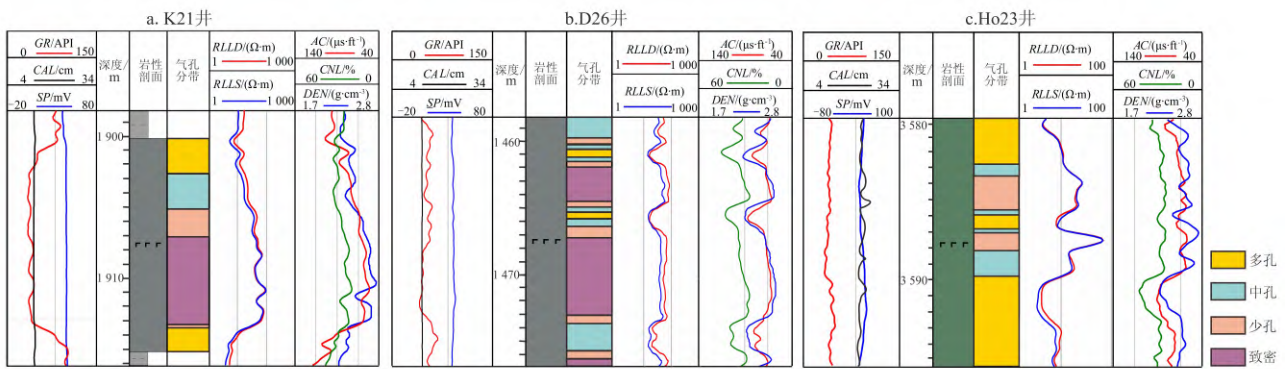 a. K21井
GR/API
0 150
CAL/cm
4 34
SP/mV
−20 80
深度/
m
岩性
剖面
气孔
分带
RLLD/(Ω·m)
1 1 000
RLLS/(Ω·m)
1 1 000
AC/(μs·ft⁻¹)
140 40
CNL/%
60 0
DEN/(g·cm⁻³)
1.7 2.8
1 900
1 910
b.D26井
GR/API
0 150
CAL/cm
4 34
SP/mV
−20 80
深度/
m
岩性
剖面
气孔
分带
RLLD/(Ω·m)
1 1 000
RLLS/(Ω·m)
1 1 000
AC/(μs·ft⁻¹)
140 40
CNL/%
60 0
DEN/(g·cm⁻³)
1.7 2.8
1 460
1 470
c.Ho23井
GR/API
0 150
CAL/cm
4 34
SP/mV
−80 100
深度/
m
岩性
剖面
气孔
分带
RLLD/(Ω·m)
1 100
RLLS/(Ω·m)
1 100
AC/(μs·ft⁻¹)
140 40
CNL/%
60 0
DEN/(g·cm⁻³)
1.7 2.8
3 580
3 590
多孔
中孔
少孔
致密